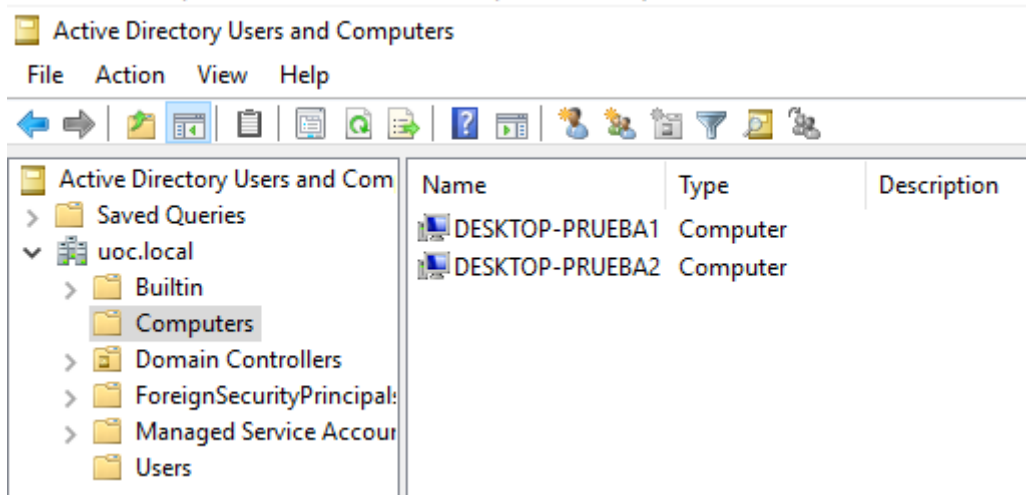 Active Directory Users and Computers
File Action View Help
Active Directory Users and Com
Saved Queries
uoc.local
Builtin
Computers
Domain Controllers
ForeignSecurityPrincipals
Managed Service Accour
Users
Name Type Description
DESKTOP-PRUEBA1 Computer
DESKTOP-PRUEBA2 Computer